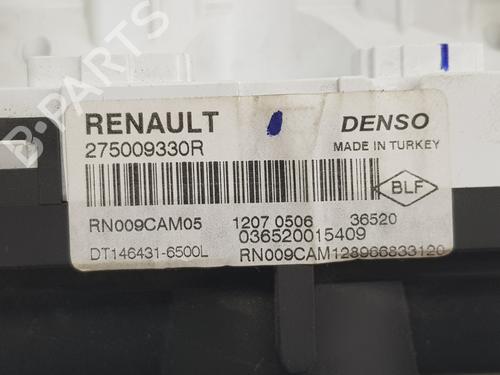 RENAULT
DENSO
275009330R
MADE IN TURKEY
BLF
RN009CAM05
1207 0506
36520
036520015409
DT146431-6500L
RN009CAM128966833120
B-PARTS